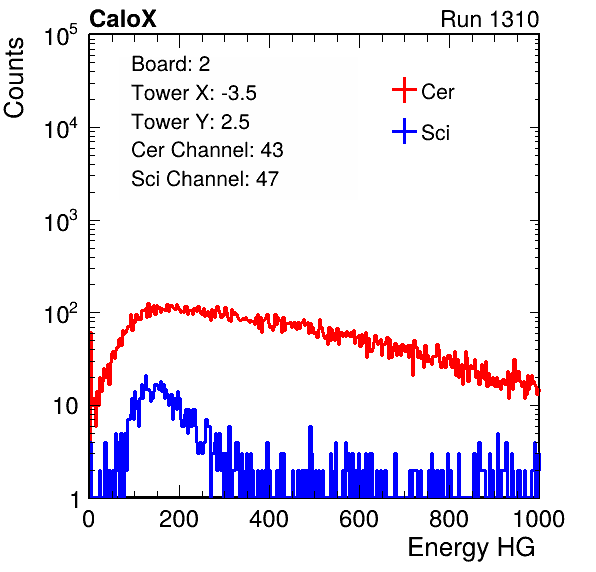 CaloX Run 1310
Counts
Board: 2
Tower X: -3.5
Tower Y: 2.5
Cer Channel: 43
Sci Channel: 47
Cer
Sci
10^5
10^4
10^3
10^2
10
1
0 200 400 600 800 1000
Energy HG